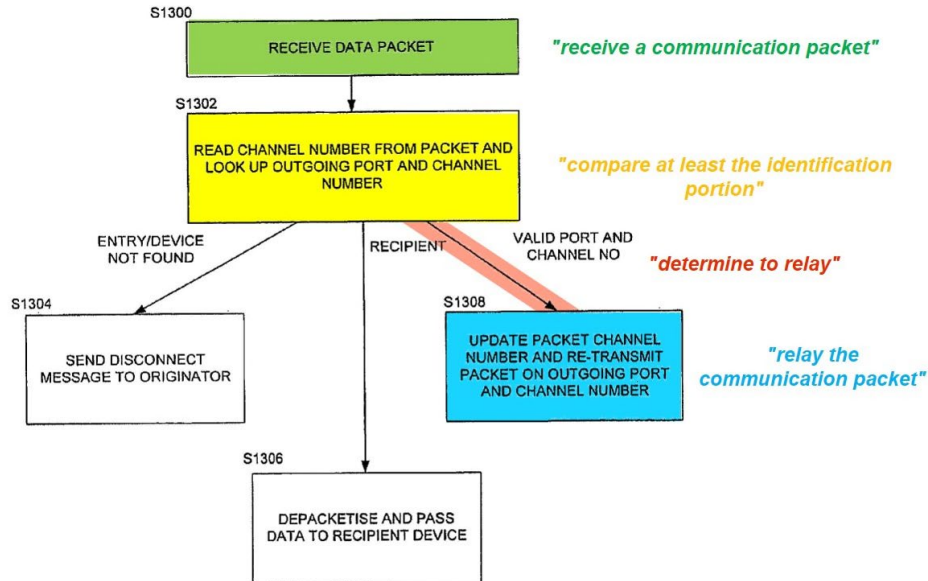 S1300
RECEIVE DATA PACKET
"receive a communication packet"
S1302
READ CHANNEL NUMBER FROM PACKET AND
LOOK UP OUTGOING PORT AND CHANNEL
NUMBER
"compare at least the identification
portion"
ENTRY/DEVICE
NOT FOUND
RECIPIENT
VALID PORT AND
CHANNEL NO
"determine to relay"
S1304
SEND DISCONNECT
MESSAGE TO ORIGINATOR
S1308
UPDATE PACKET CHANNEL
NUMBER AND RE-TRANSMIT
PACKET ON OUTGOING PORT
AND CHANNEL NUMBER
"relay the
communication packet"
S1306
DEPACKETISE AND PASS
DATA TO RECIPIENT DEVICE